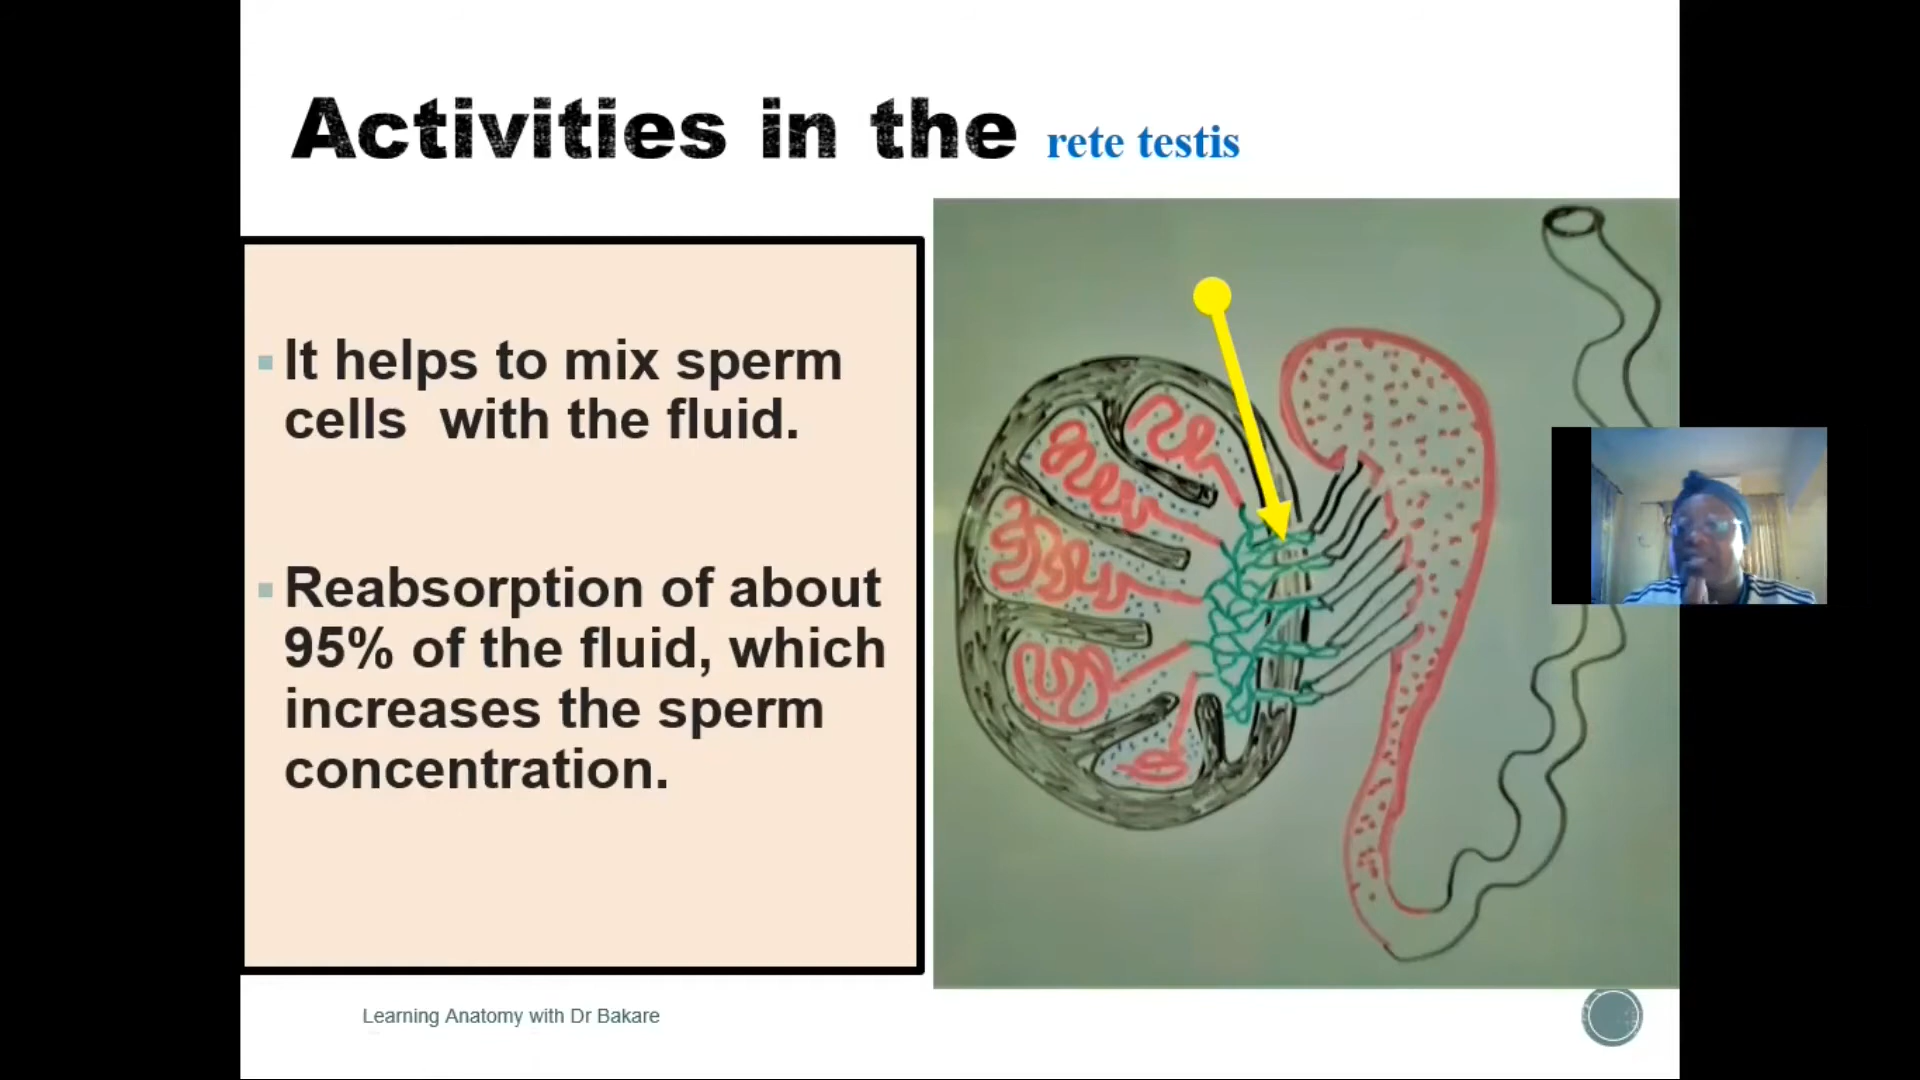 Activities in the rete testis
It helps to mix sperm
cells with the fluid.
Reabsorption of about
95% of the fluid, which
increases the sperm
concentration.
Learning Anatomy with Dr Bakare